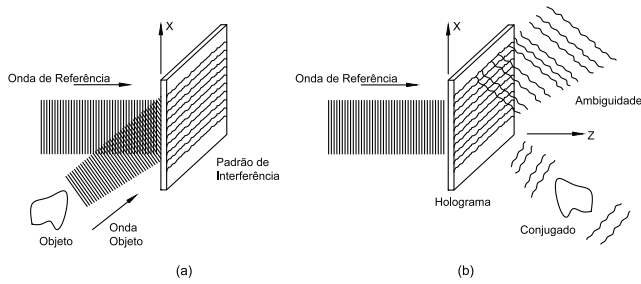 X
Onda de Referência
Padrão de
Interferência
Onda
Objeto
Objeto
(a)
X
Onda de Referência
Ambiguidade
Z
Holograma
Conjugado
(b)